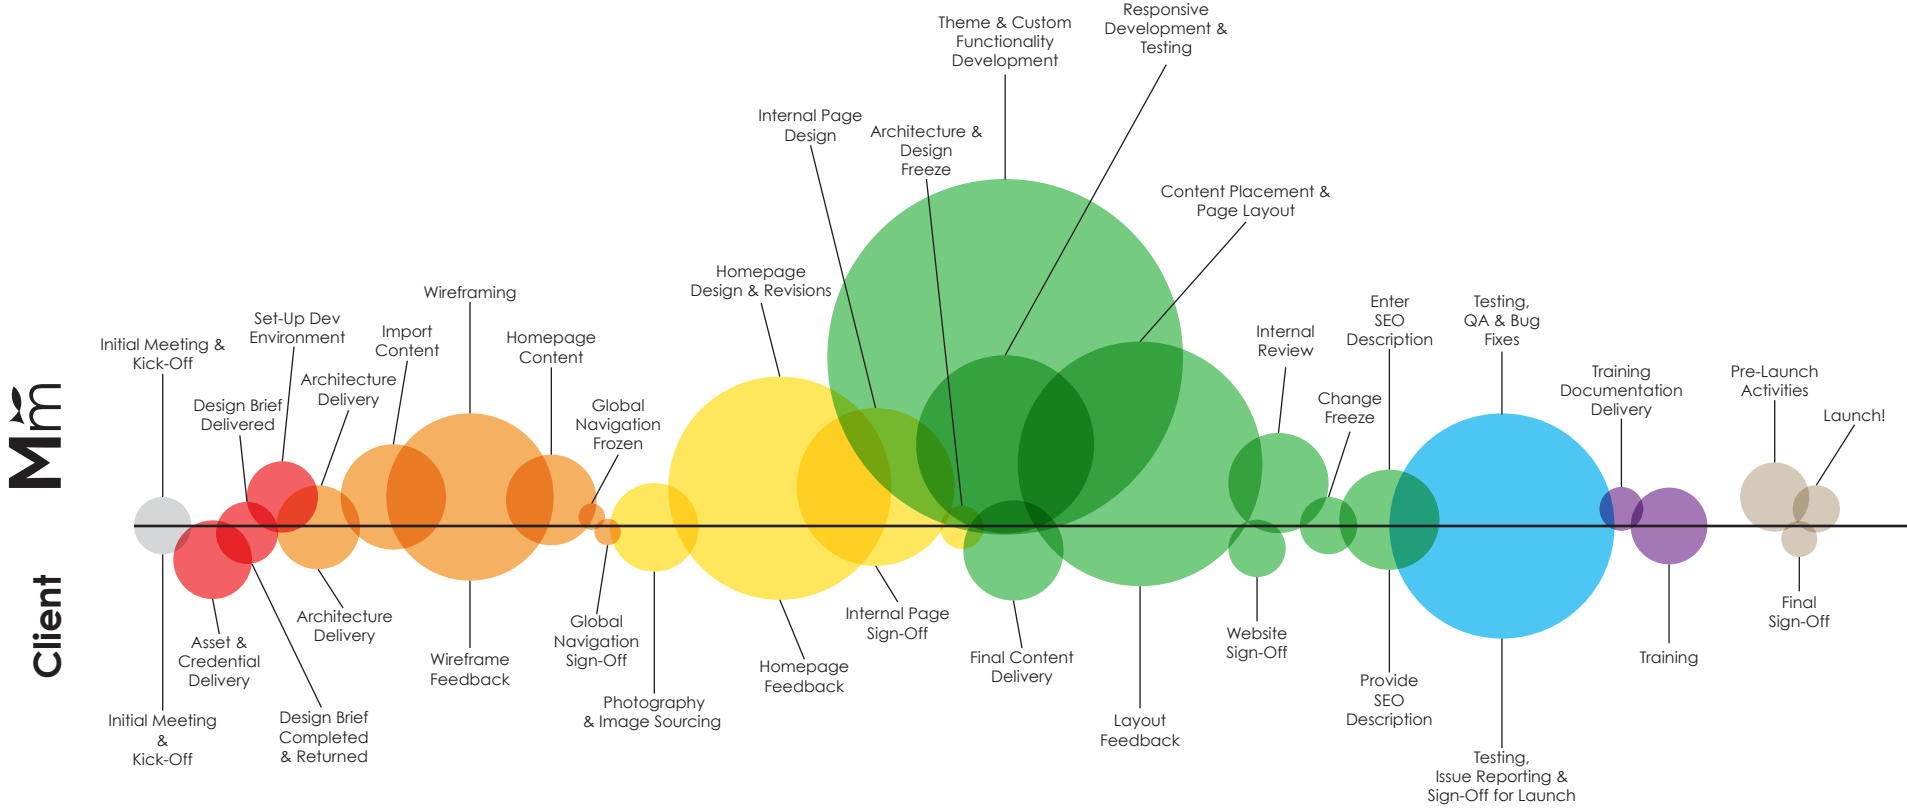 Initial Meeting &
Kick-Off
Design Brief
Delivered
Set-Up Dev
Environment
Architecture
Delivery
Import
Content
Wireframing
Homepage
Content
Global
Navigation
Frozen
Homepage
Design & Revisions
Internal Page
Design
Architecture &
Design
Freeze
Theme & Custom
Functionality
Development
Responsive
Development &
Testing
Content Placement &
Page Layout
Internal
Review
Change
Freeze
Enter
SEO
Description
Testing,
QA & Bug
Fixes
Training
Documentation
Delivery
Pre-Launch
Activities
Launch!
Mm
Client
Initial Meeting
&
Kick-Off
Asset &
Credential
Delivery
Design Brief
Completed
& Returned
Architecture
Delivery
Wireframe
Feedback
Global
Navigation
Sign-Off
Photography
& Image Sourcing
Homepage
Feedback
Internal Page
Sign-Off
Final Content
Delivery
Layout
Feedback
Website
Sign-Off
Provide
SEO
Description
Testing,
Issue Reporting &
Sign-Off for Launch
Training
Final
Sign-Off